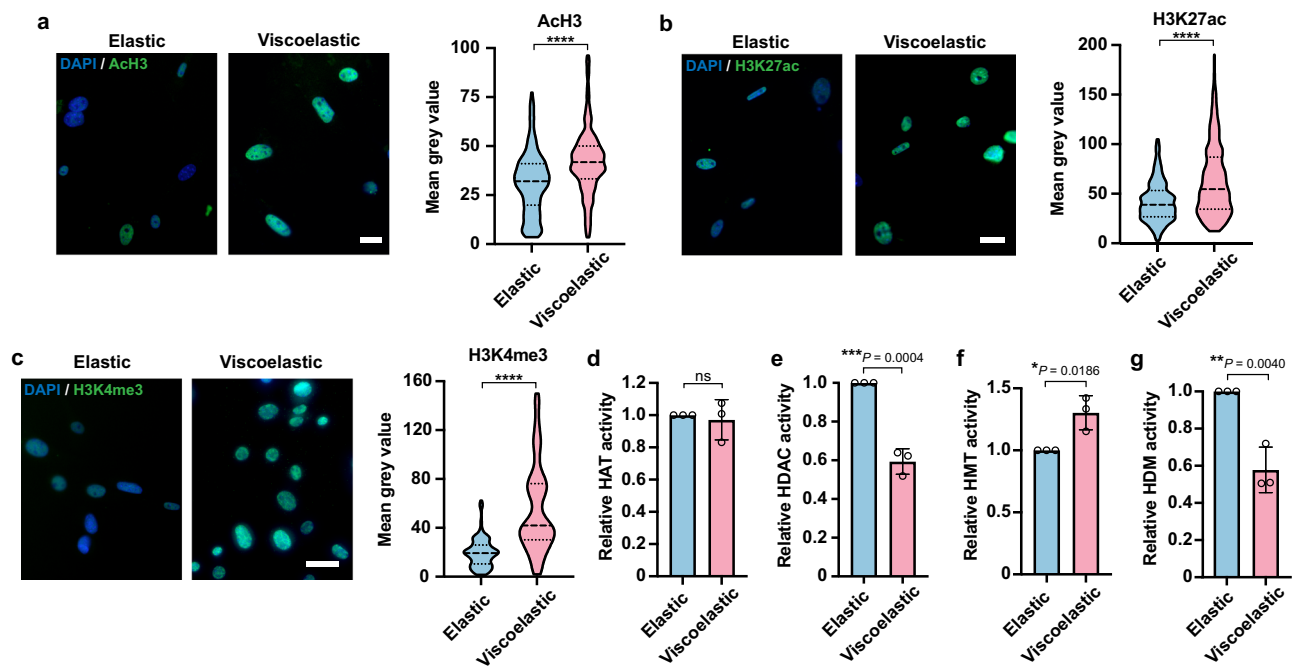 a
Elastic
Viscoelastic
DAPI / AcH3
AcH3
****
Mean grey value
100
75
50
25
0
Elastic
Viscoelastic
b
Elastic
Viscoelastic
DAPI / H3K27ac
H3K27ac
****
Mean grey value
200
150
100
50
0
Elastic
Viscoelastic
c
Elastic
Viscoelastic
DAPI / H3K4me3
H3K4me3
****
Mean grey value
160
120
80
40
0
Elastic
Viscoelastic
d
ns
Relative HAT activity
1.2
1.0
0.8
0.6
0.4
0.2
0
Elastic
Viscoelastic
e
***P = 0.0004
Relative HDAC activity
1.0
0.8
0.6
0.4
0.2
0
Elastic
Viscoelastic
f
*P = 0.0186
Relative HMT activity
1.5
1.0
0.5
0
Elastic
Viscoelastic
g
**P = 0.0040
Relative HDM activity
1.0
0.8
0.6
0.4
0.2
0
Elastic
Viscoelastic